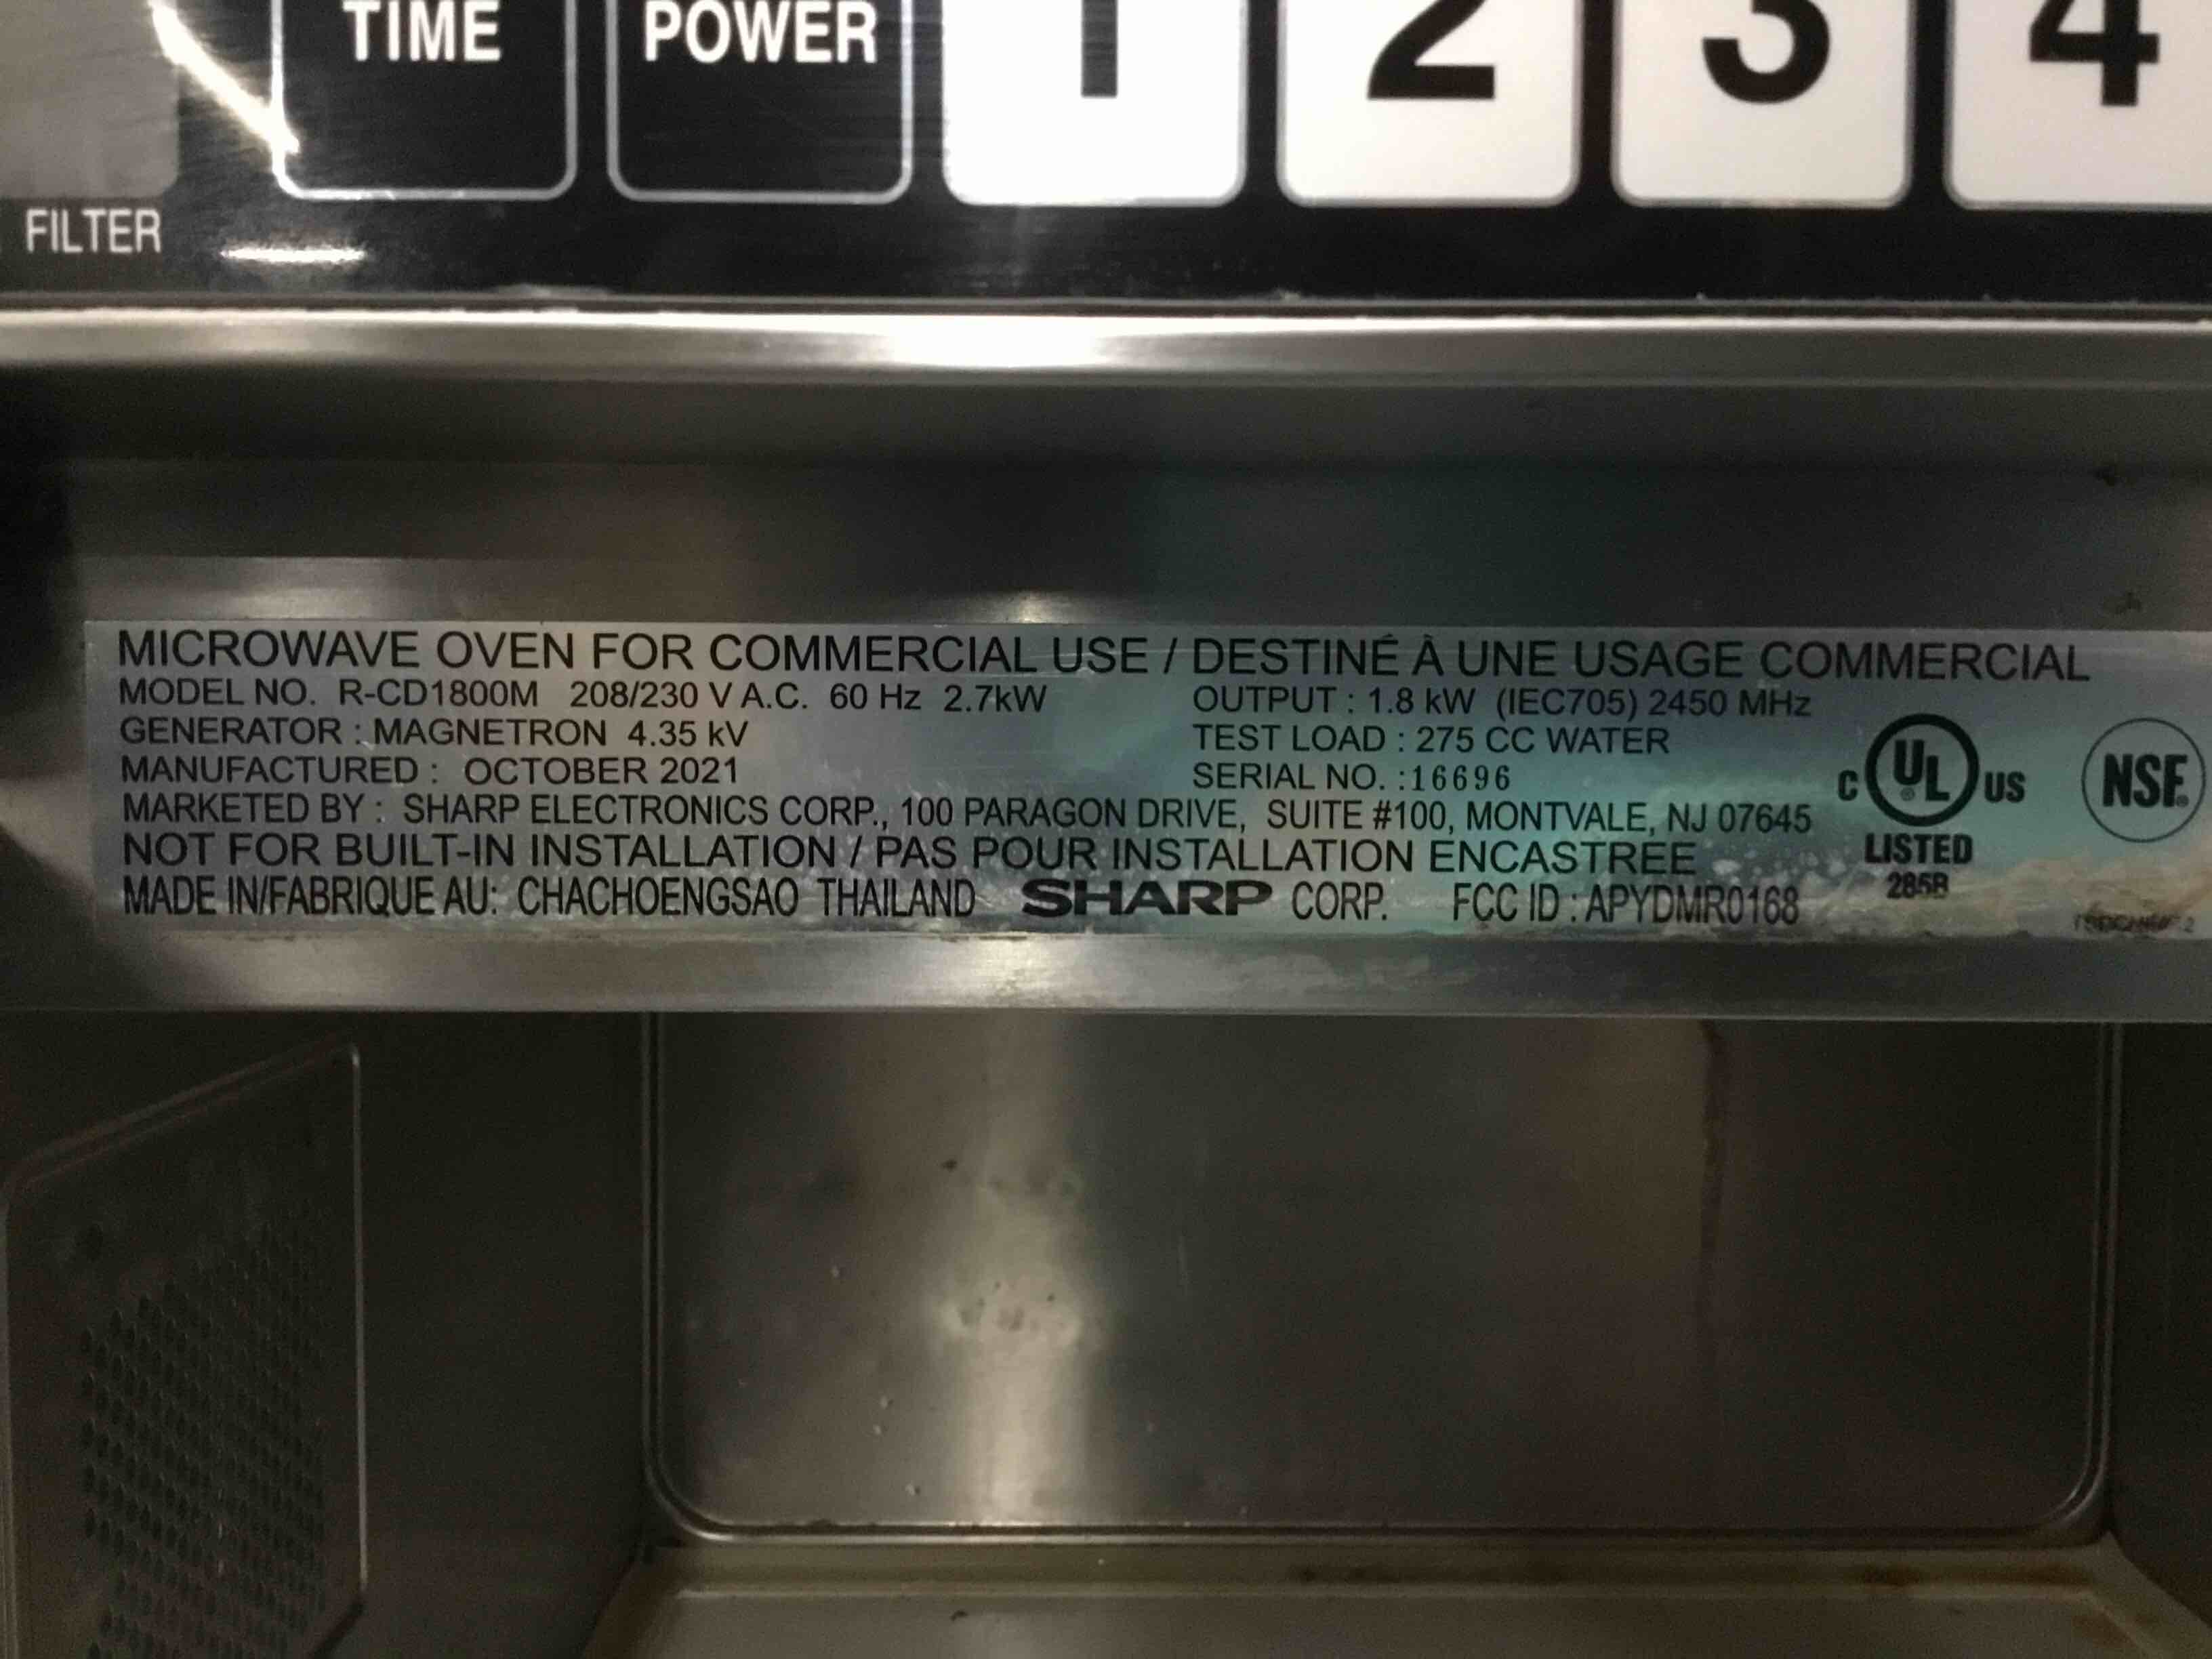 TIME POWER 1 2 3 4
FILTER
MICROWAVE OVEN FOR COMMERCIAL USE / DESTINÉ À UNE USAGE COMMERCIAL
MODEL NO. R-CD1800M 208/230 V A.C. 60 Hz 2.7kW OUTPUT : 1.8 kW (IEC705) 2450 MHz
GENERATOR : MAGNETRON 4.35 kV TEST LOAD : 275 CC WATER
MANUFACTURED : OCTOBER 2021 SERIAL NO. :16696
C UL ® US NSF®
MARKETED BY : SHARP ELECTRONICS CORP., 100 PARAGON DRIVE, SUITE #100, MONTVALE, NJ 07645
NOT FOR BUILT-IN INSTALLATION / PAS POUR INSTALLATION ENCASTREE
LISTED
285B
MADE IN/FABRIQUE AU: CHACHOENGSAO THAILAND SHARP CORP. FCC ID : APYDMR0168